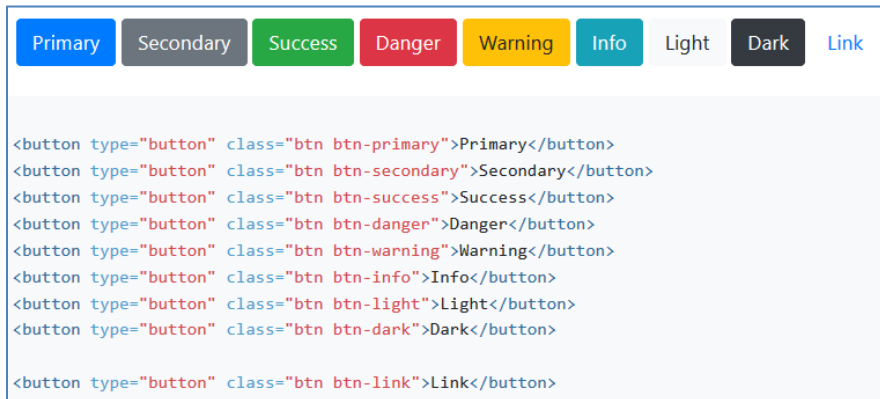 Primary Secondary Success Danger Warning Info Light Dark Link
<button type="button" class="btn btn-primary">Primary</button>
<button type="button" class="btn btn-secondary">Secondary</button>
<button type="button" class="btn btn-success">Success</button>
<button type="button" class="btn btn-danger">Danger</button>
<button type="button" class="btn btn-warning">Warning</button>
<button type="button" class="btn btn-info">Info</button>
<button type="button" class="btn btn-light">Light</button>
<button type="button" class="btn btn-dark">Dark</button>
<button type="button" class="btn btn-link">Link</button>